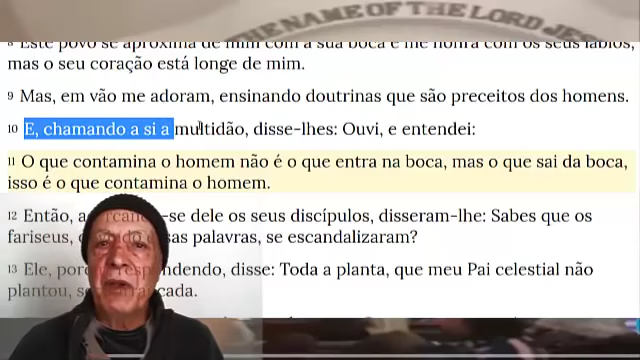 NAME OF THE LORD JES
8 Este povo se aproxima de mim com a sua boca e me honra com os seus lábios,
mas o seu coração está longe de mim.
9 Mas, em vão me adoram, ensinando doutrinas que são preceitos dos homens.
10 E, chamando a si a multidão, disse-lhes: Ouvi, e entendei:
11 O que contamina o homem não é o que entra na boca, mas o que sai da boca,
isso é o que contamina o homem.
12 Então, -se dele os seus discípulos, disseram-lhe: Sabes que os
fariseus, palavras, se escandalizaram?
13 Ele, disse: Toda a planta, que meu Pai celestial não
plantou,